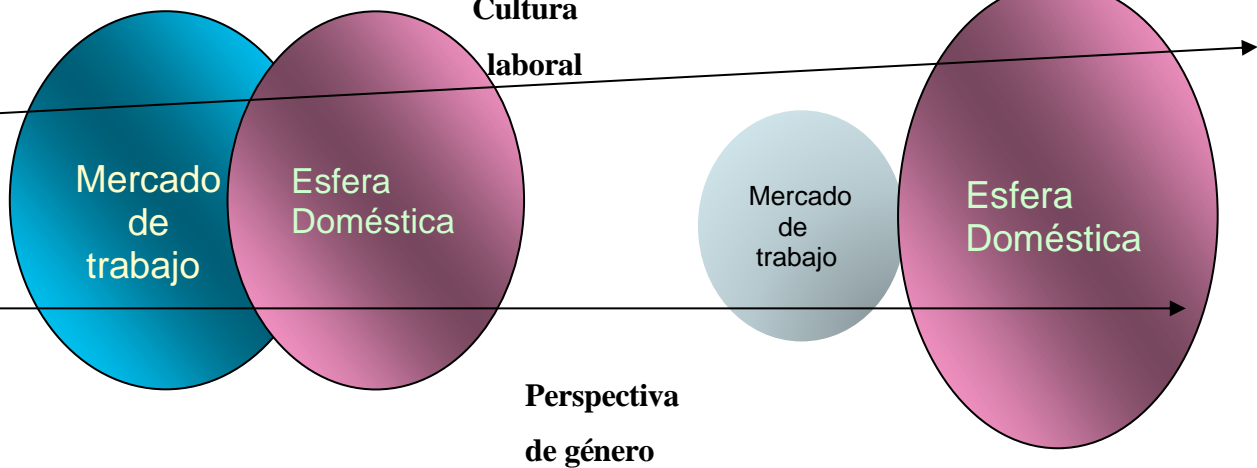 Cultura
laboral
Mercado
de
trabajo
Esfera
Doméstica
Mercado
de
trabajo
Esfera
Doméstica
Perspectiva
de género